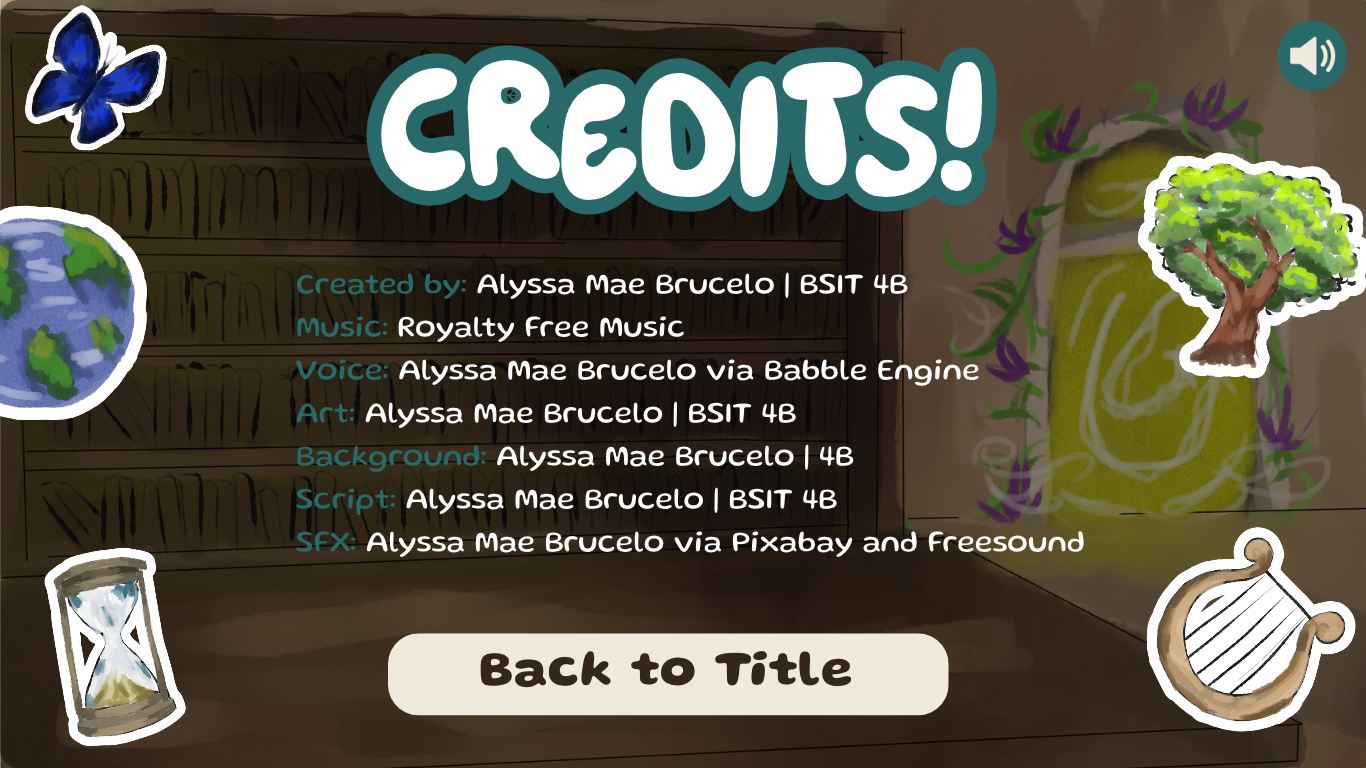 CREDITS!
Created by: Alyssa Mae Brucelo | BSIT 4B
Music: Royalty Free Music
Voice: Alyssa Mae Brucelo via Babble Engine
Art: Alyssa Mae Brucelo | BSIT 4B
Background: Alyssa Mae Brucelo | 4B
Script: Alyssa Mae Brucelo | BSIT 4B
SFX: Alyssa Mae Brucelo via Pixabay and Freesound
Back to Title